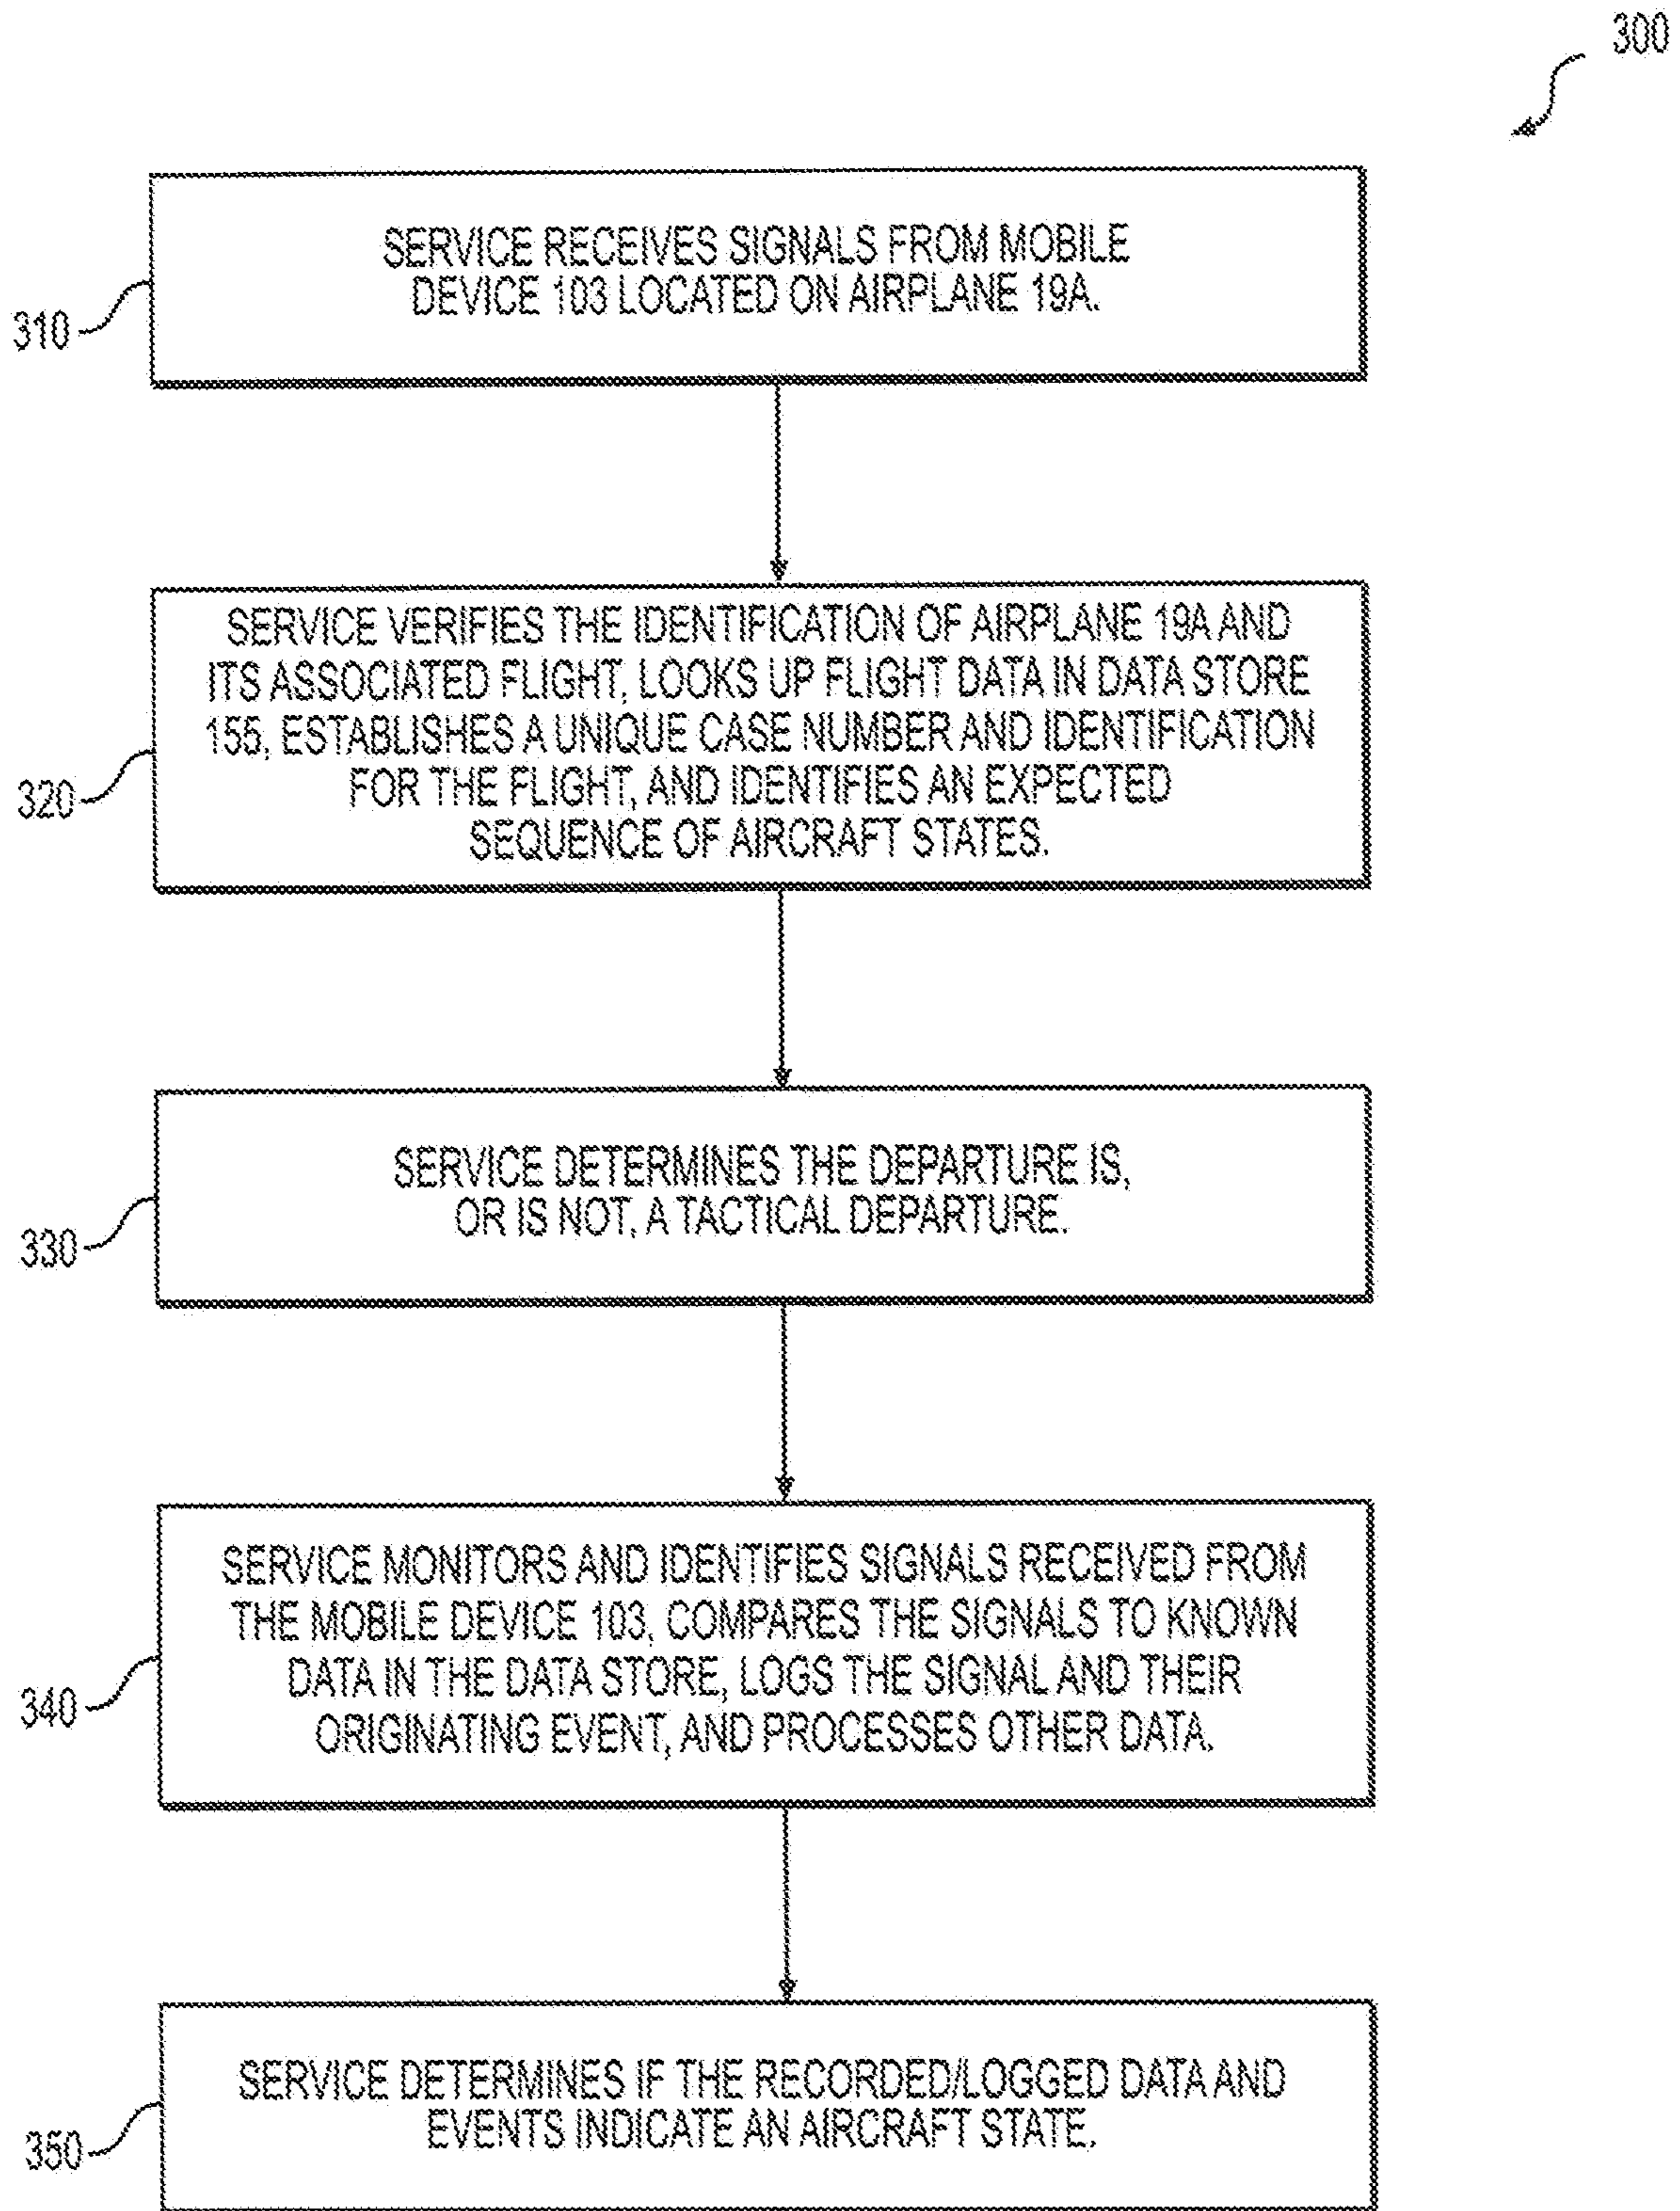 300
SERVICE RECEIVES SIGNALS FROM MOBILE
DEVICE 103 LOCATED ON AIRPLANE 19A.
310
SERVICE VERIFIES THE IDENTIFICATION OF AIRPLANE 19A AND
ITS ASSOCIATED FLIGHT, LOOKS UP FLIGHT DATA IN DATA STORE
155, ESTABLISHES A UNIQUE CASE NUMBER AND IDENTIFICATION
FOR THE FLIGHT, AND IDENTIFIES AN EXPECTED
SEQUENCE OF AIRCRAFT STATES.
320
SERVICE DETERMINES THE DEPARTURE IS,
OR IS NOT, A TACTICAL DEPARTURE.
330
SERVICE MONITORS AND IDENTIFIES SIGNALS RECEIVED FROM
THE MOBILE DEVICE 103, COMPARES THE SIGNALS TO KNOWN
DATA IN THE DATA STORE, LOGS THE SIGNAL AND THEIR
ORIGINATING EVENT, AND PROCESSES OTHER DATA.
340
SERVICE DETERMINES IF THE RECORDED/LOGGED DATA AND
EVENTS INDICATE AN AIRCRAFT STATE.
350